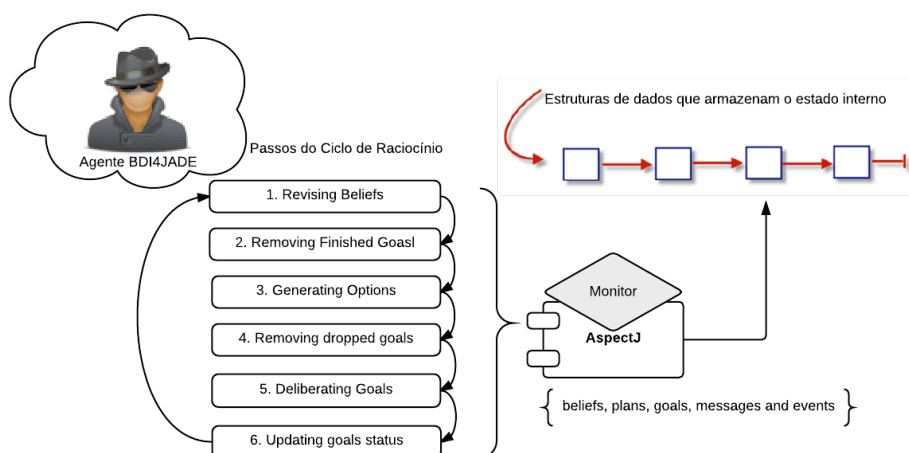 Agente BDI4JADE
Passos do Ciclo de Raciocínio
1. Revising Beliefs
2. Removing Finished Goasl
3. Generating Options
4. Removing dropped goals
5. Deliberating Goals
6. Updating goals status
Estruturas de dados que armazenam o estado interno
Monitor
AspectJ
beliefs, plans, goals, messages and events